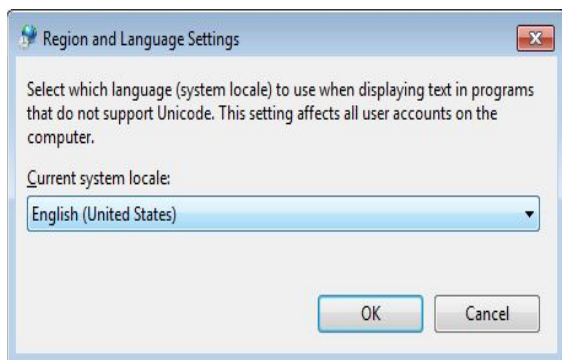 Region and Language Settings
Select which language (system locale) to use when displaying text in programs
that do not support Unicode. This setting affects all user accounts on the
computer.
Current system locale:
English (United States)
OK
Cancel